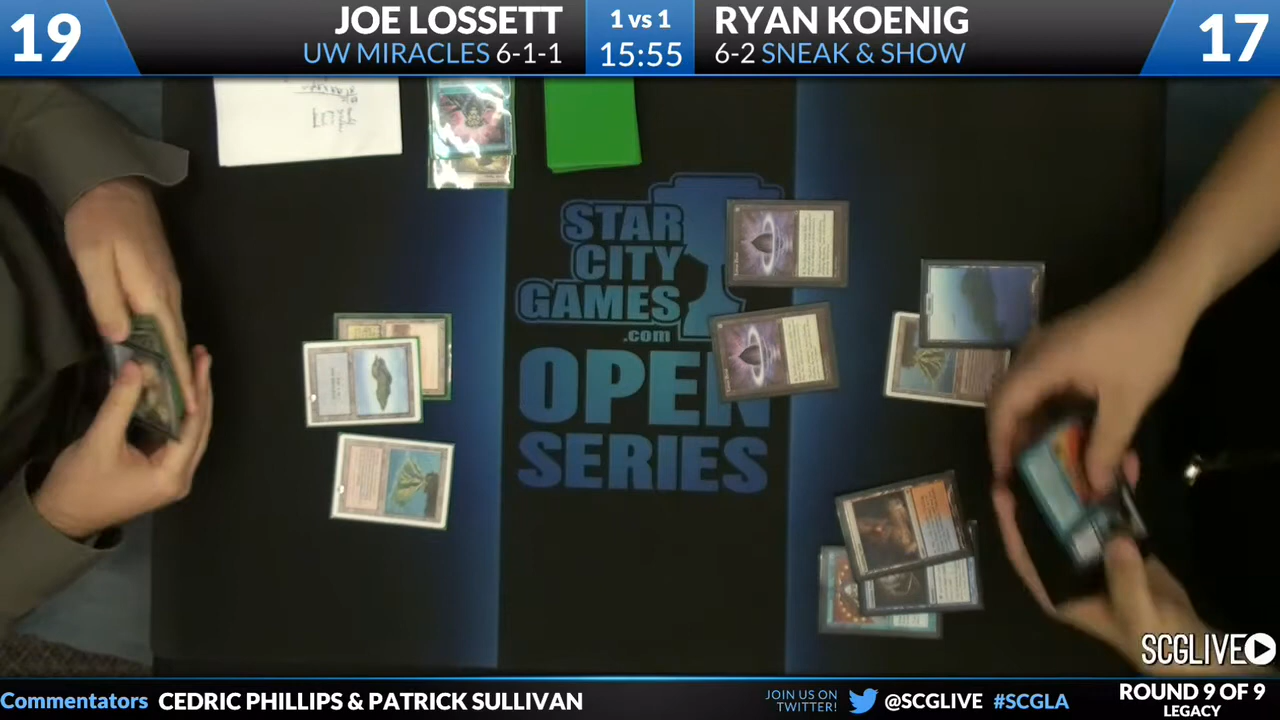 19
JOE LOSSETT
UW MIRACLES 6-1-1
1 vs 1
15:55
RYAN KOENIG
6-2 SNEAK & SHOW
17
STAR
CITY
GAMES
.com
OPEN
SERIES
SCGLIVE
Commentators CEDRIC PHILLIPS & PATRICK SULLIVAN
JOIN US ON
TWITTER!
@SCGLIVE #SCGLA
ROUND 9 OF 9
LEGACY